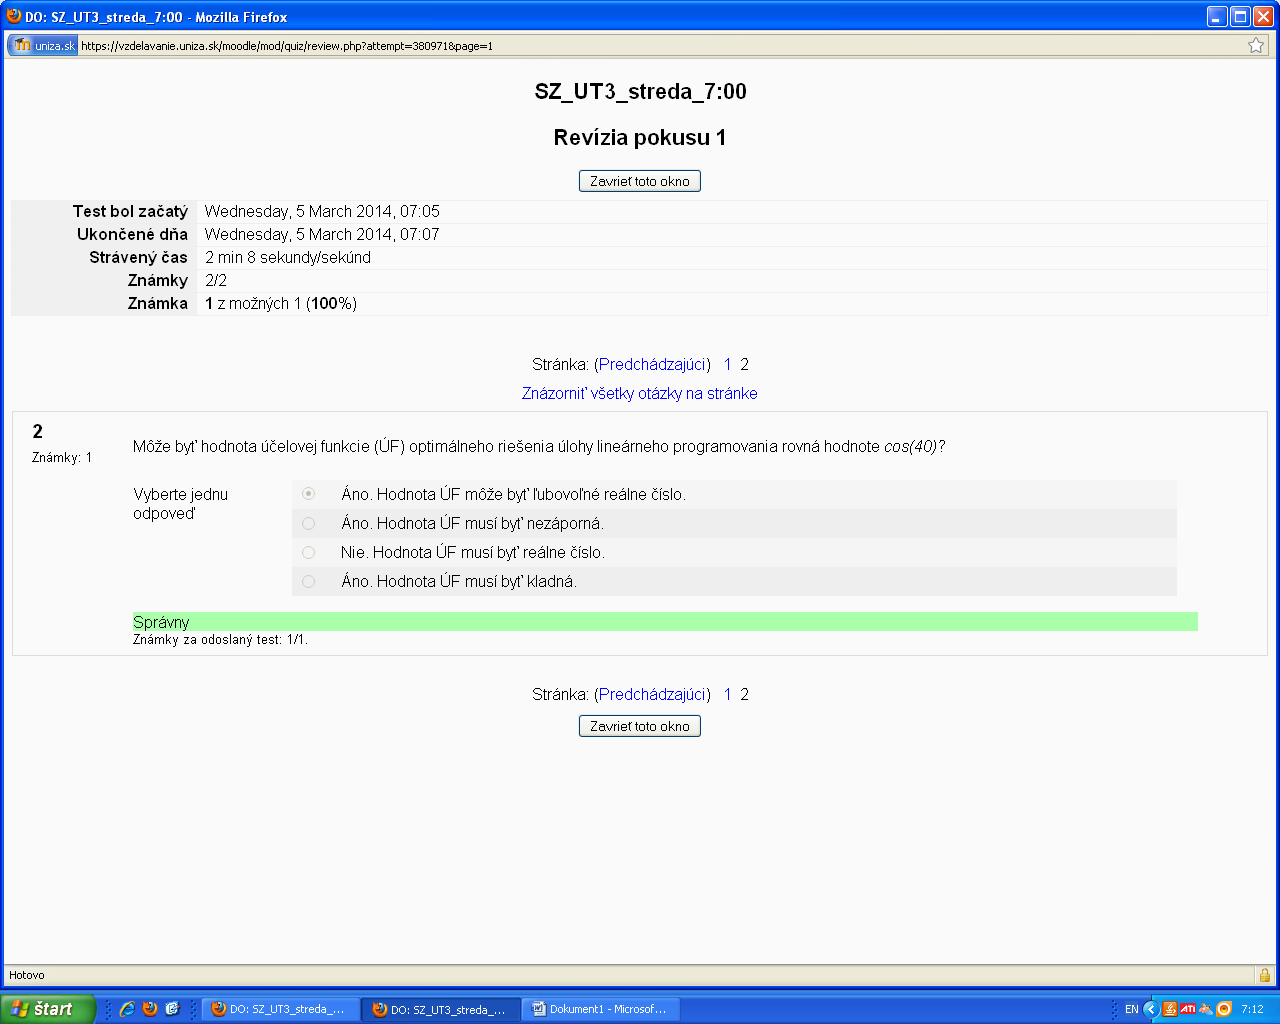 DO: SZ_UT3_streda_7:00 - Mozilla Firefox
uniza.sk https://vzdelavanie.uniza.sk/moodle/mod/quiz/review.php?attempt=380971&page=1
SZ_UT3_streda_7:00
Revízia pokusu 1
Zavrieť toto okno
Test bol začatý Wednesday, 5 March 2014, 07:05
Ukončené dňa Wednesday, 5 March 2014, 07:07
Strávený čas 2 min 8 sekundy/sekúnd
Známky 2/2
Známka 1 z možných 1 (100%)
Stránka: (Predchádzajúci) 1 2
Znázorniť všetky otázky na stránke
2
Známky: 1
Môže byť hodnota účelovej funkcie (ÚF) optimálneho riešenia úlohy lineárneho programovania rovná hodnote cos(40)?
Vyberte jednu
odpoveď
Áno. Hodnota ÚF môže byť ľubovoľné reálne číslo.
Áno. Hodnota ÚF musí byť nezáporná.
Nie. Hodnota ÚF musí byť reálne číslo.
Áno. Hodnota ÚF musí byť kladná.
Správny
Známky za odoslaný test: 1/1.
Stránka: (Predchádzajúci) 1 2
Zavrieť toto okno
Hotovo
štart DO: SZ_UT3_streda_... DO: SZ_UT3_streda_... Dokument1 - Microsof... EN ATI 7:12